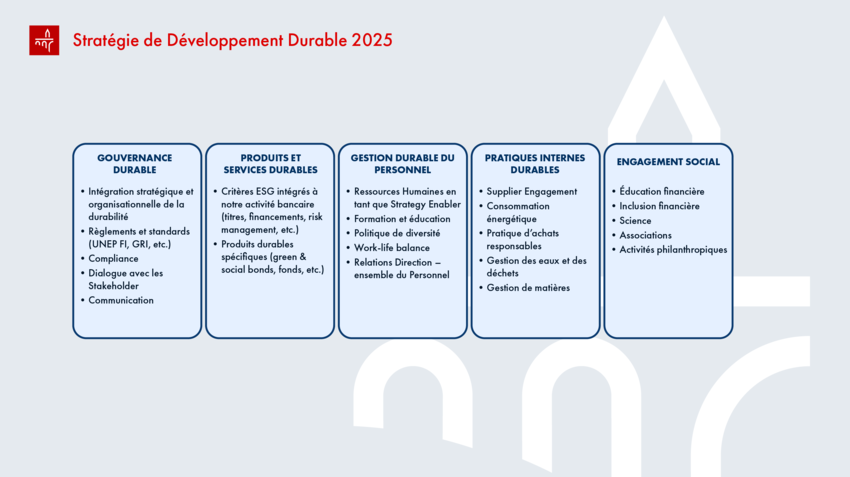 Stratégie de Développement Durable 2025
GOUVERNANCE
DURABLE
• Intégration stratégique et
organisationnelle de la
durabilité
• Règlements et standards
(UNEP FI, GRI, etc.)
• Compliance
• Dialogue avec les
Stakeholder
• Communication
PRODUITS ET
SERVICES DURABLES
• Critères ESG intégrés à
notre activité bancaire
(titres, financements, risk
management, etc.)
• Produits durables
spécifiques (green &
social bonds, fonds, etc.)
GESTION DURABLE DU
PERSONNEL
• Ressources Humaines en
tant que Strategy Enabler
• Formation et éducation
• Politique de diversité
• Work-life balance
• Relations Direction –
ensemble du Personnel
PRATIQUES INTERNES
DURABLES
• Supplier Engagement
• Consommation
énergétique
• Pratique d’achats
responsables
• Gestion des eaux et des
déchets
• Gestion de matières
ENGAGEMENT SOCIAL
• Éducation financière
• Inclusion financière
• Science
• Associations
• Activités philanthropiques